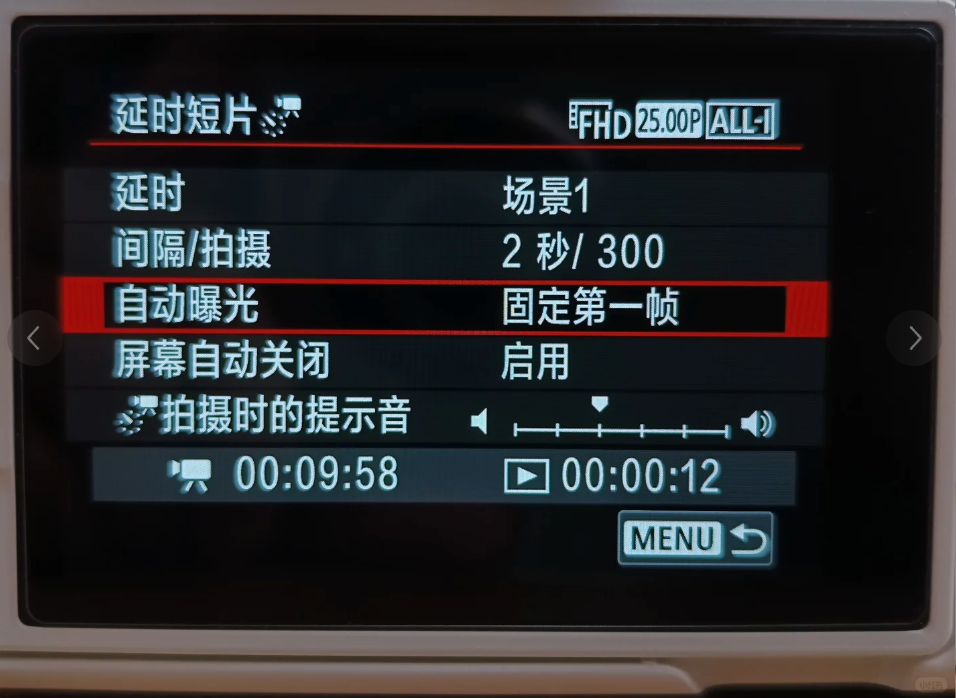 延时短片 FHD 25.00P ALL-I
延时 场景1
间隔/拍摄 2 秒/ 300
自动曝光 固定第一帧
屏幕自动关闭 启用
拍摄时的提示音
00:09:58 00:00:12
MENU